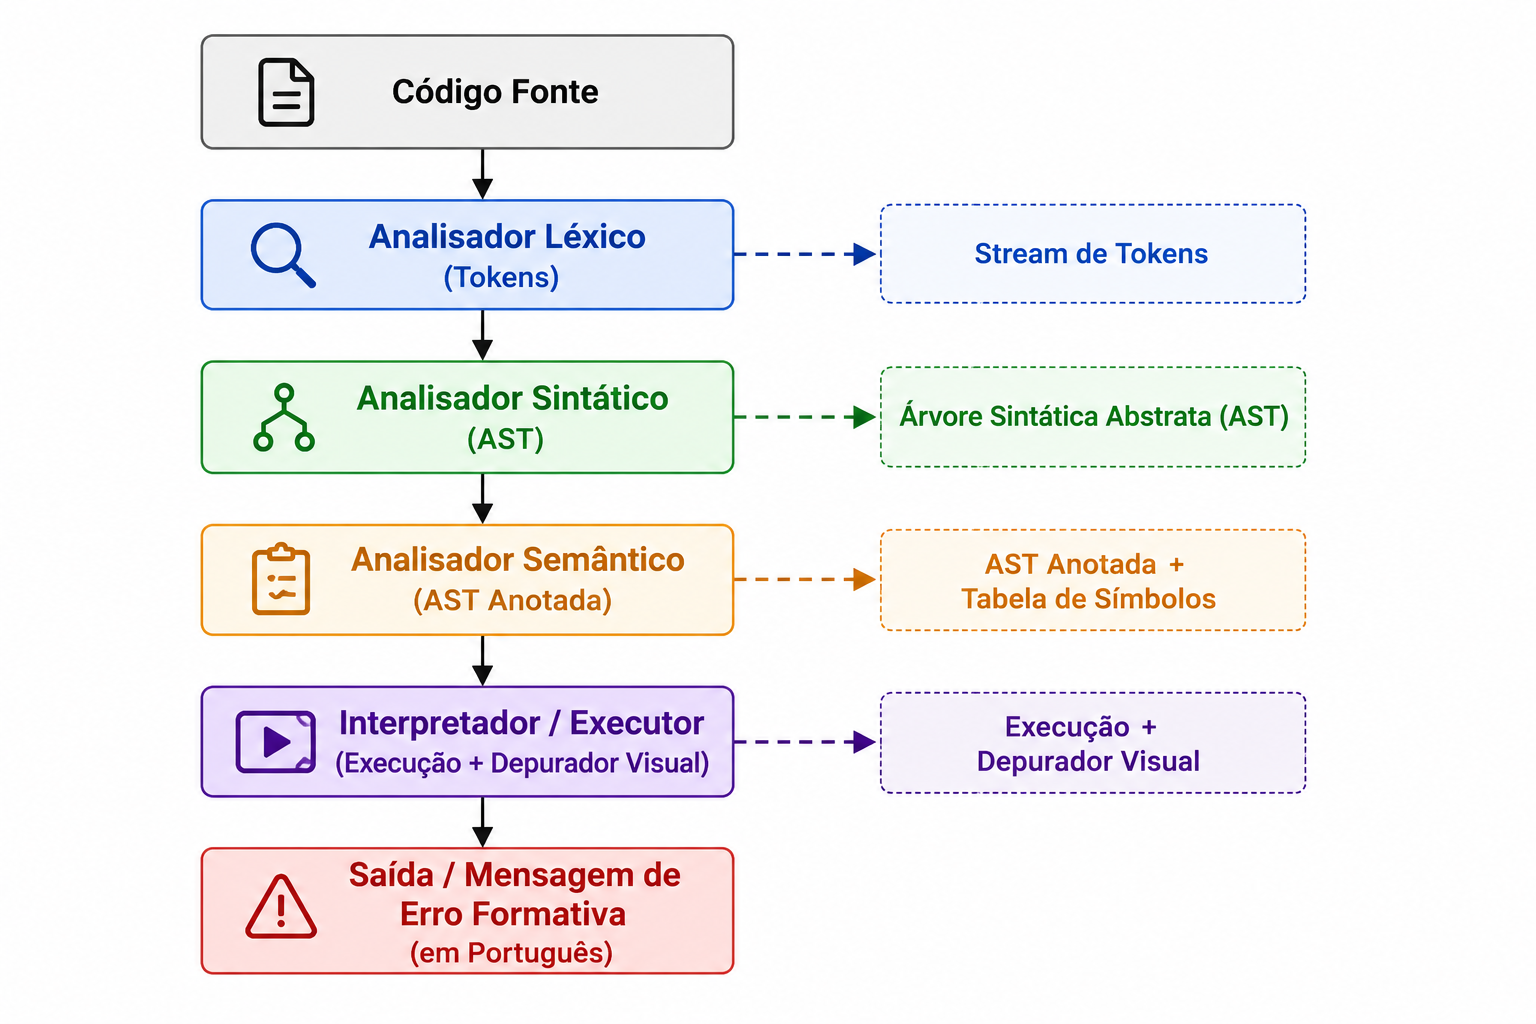 Código Fonte
Analisador Léxico
(Tokens)
Stream de Tokens
Analisador Sintático
(AST)
Árvore Sintática Abstrata (AST)
Analisador Semântico
(AST Anotada)
AST Anotada +
Tabela de Símbolos
Interpretador / Executor
(Execução + Depurador Visual)
Execução +
Depurador Visual
Saída / Mensagem de
Erro Formativa
(em Português)